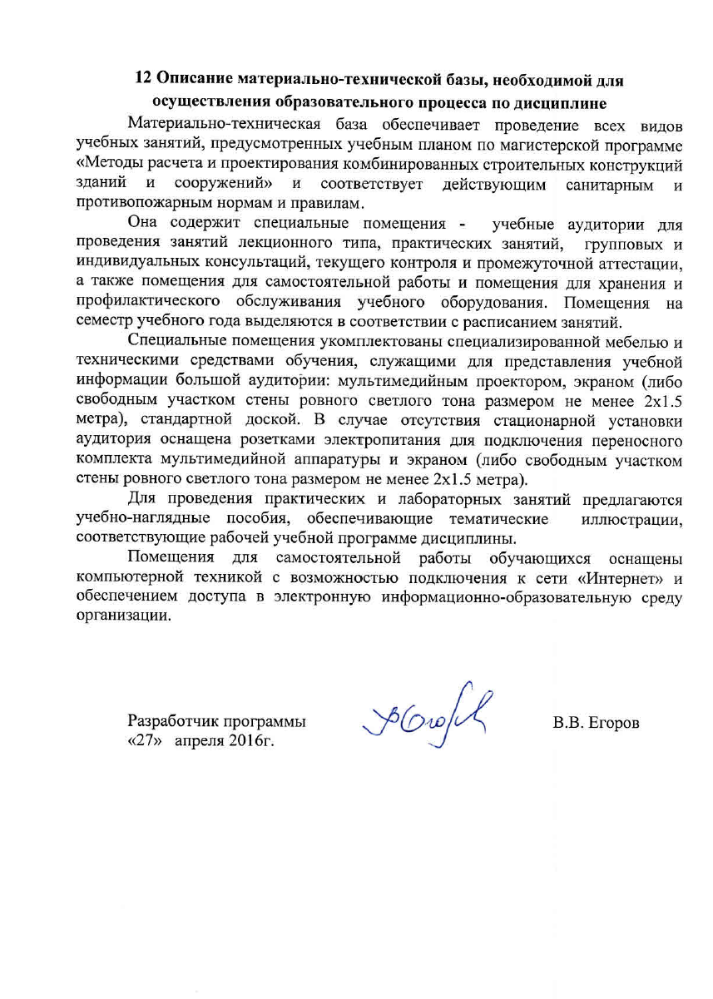 12 Описание материально-технической базы, необходимой для
осуществления образовательного процесса по дисциплине
Материально-техническая база обеспечивает проведение всех видов
учебных занятий, предусмотренных учебным планом по магистерской программе
«Методы расчета и проектирования комбинированных строительных конструкций
зданий и сооружений» и соответствует действующим санитарным и
противопожарным нормам и правилам.
Она содержит специальные помещения - учебные аудитории для
проведения занятий лекционного типа, практических занятий, групповых и
индивидуальных консультаций, текущего контроля и промежуточной аттестации,
а также помещения для самостоятельной работы и помещения для хранения и
профилактического обслуживания учебного оборудования. Помещения на
семестр учебного года выделяются в соответствии с расписанием занятий.
Специальные помещения укомплектованы специализированной мебелью и
техническими средствами обучения, служащими для представления учебной
информации большой аудитории: мультимедийным проектором, экраном (либо
свободным участком стены ровного светлого тона размером не менее 2х1.5
метра), стандартной доской. В случае отсутствия стационарной установки
аудитория оснащена розетками электропитания для подключения переносного
комплекта мультимедийной аппаратуры и экраном (либо свободным участком
стены ровного светлого тона размером не менее 2х1.5 метра).
Для проведения практических и лабораторных занятий предлагаются
учебно-наглядные пособия, обеспечивающие тематические иллюстрации,
соответствующие рабочей учебной программе дисциплины.
Помещения для самостоятельной работы обучающихся оснащены
компьютерной техникой с возможностью подключения к сети «Интернет» и
обеспечением доступа в электронную информационно-образовательную среду
организации.
Разработчик программы В.В. Егоров
«27» апреля 2016г.